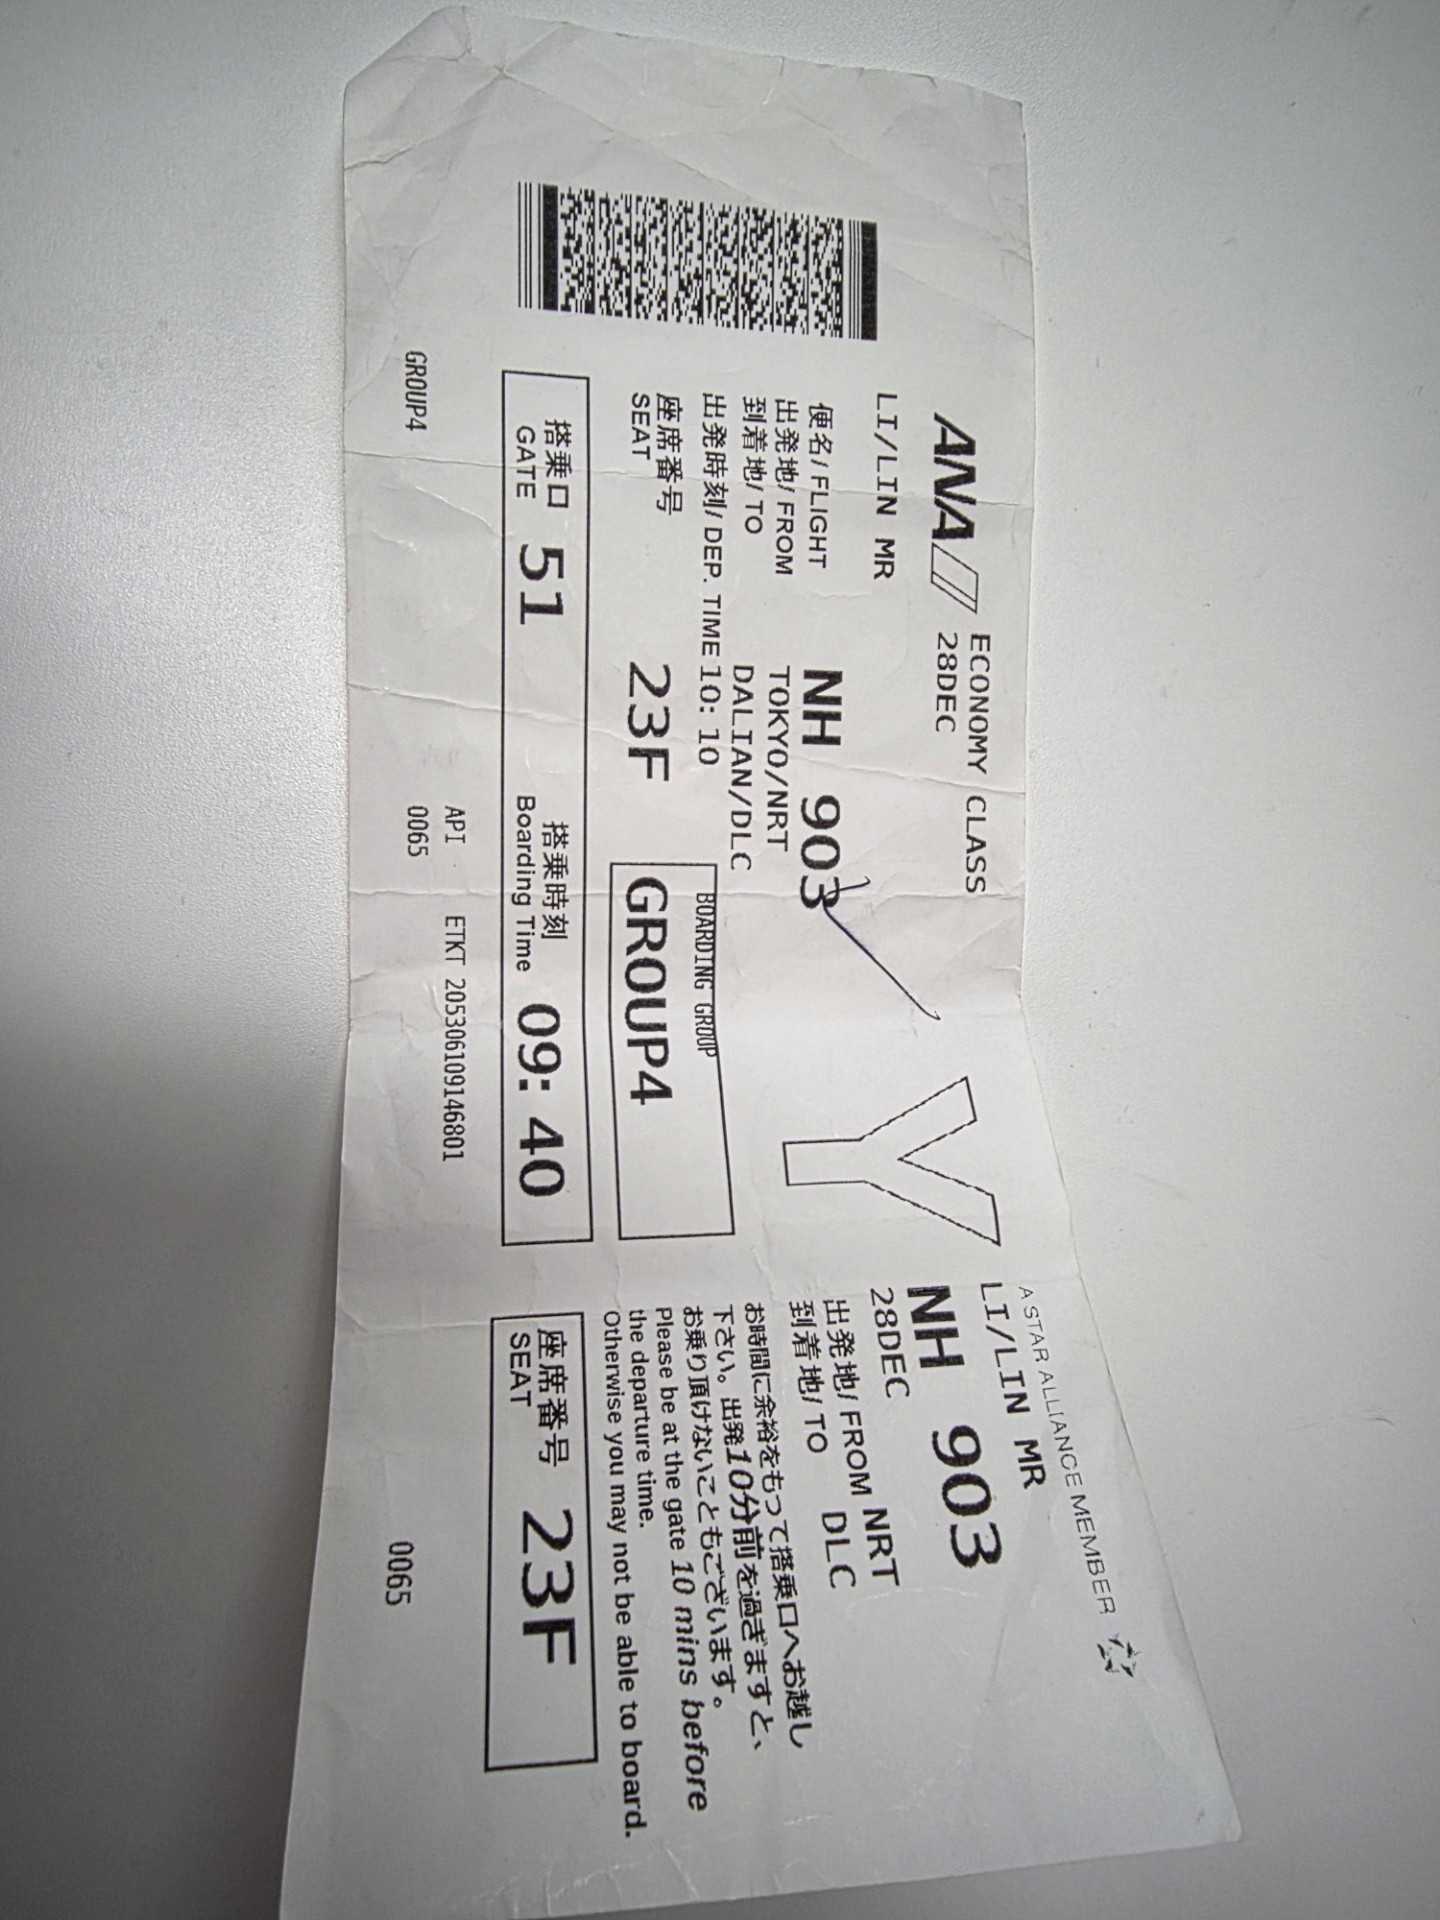 ANA
ECONOMY CLASS
28DEC
LI/LIN MR
便名/FLIGHT NH 903
出発地/FROM TOKYO/NRT
到着地/TO DALIAN/DLC
出発時刻/DEP. TIME 10:10
座席番号
SEAT 23F
BOARDING GROUP
GROUP4
搭乗口
GATE 51
搭乗時刻
Boarding Time 09:40
API ETKT 205306109146801
GROUP4 0065
Y
A STAR ALLIANCE MEMBER
LI/LIN MR
NH 903
28DEC
出発地/FROM NRT
到着地/TO DLC
お時間に余裕をもって搭乗口へお越し
下さい。出発10分前を過ぎますと、
お乗り頂けないこともございます。
Please be at the gate 10 mins before
the departure time.
Otherwise you may not be able to board.
座席番号
SEAT 23F
0065